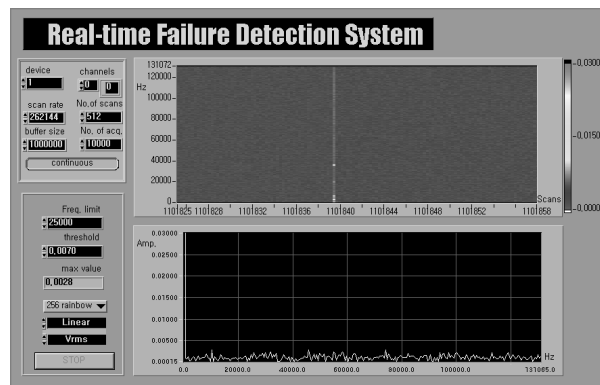 Real-time Failure Detection System
device
1
channels
0
0
scan rate
262144
No.of scans
512
buffer size
1000000
No. of acq.
10000
continuous
Freq. limit
25000
threshold
0,0070
max value
0,0028
256 rainbow
Linear
Vrms
STOP
131072
Hz
120000
100000
80000
60000
40000
20000
0
Scans
1101825 1101828 1101832 1101836 1101840 1101844 1101848 1101852 1101858
0,0300
0,0150
0,0000
Amp.
0.03000
0.02500
0.02000
0.01500
0.01000
0.00500
0.00015
Hz
0.0 20000.0 40000.0 60000.0 80000.0 100000.0 131065.0